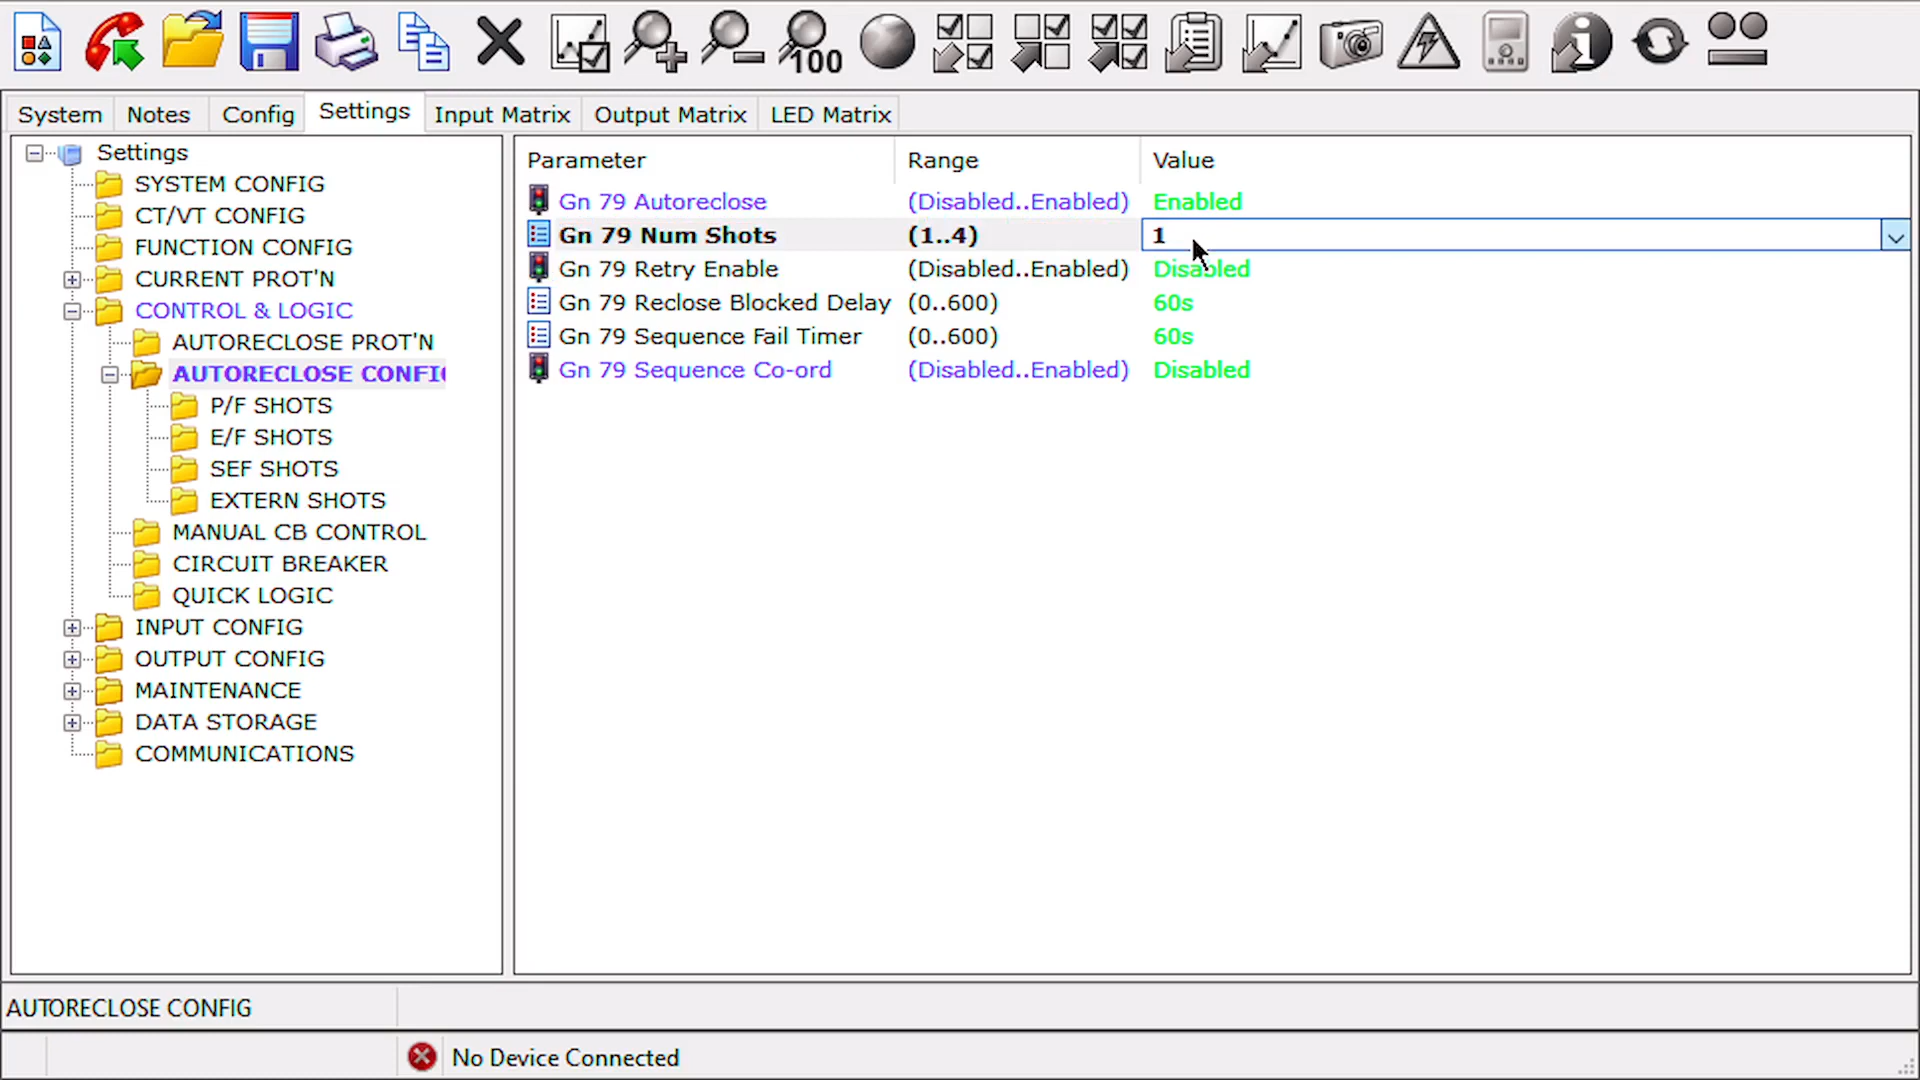 100
System Notes Config Settings Input Matrix Output Matrix LED Matrix
Settings
SYSTEM CONFIG
CT/VT CONFIG
FUNCTION CONFIG
CURRENT PROT'N
CONTROL & LOGIC
AUTORECLOSE PROT'N
AUTORECLOSE CONFI
P/F SHOTS
E/F SHOTS
SEF SHOTS
EXTERN SHOTS
MANUAL CB CONTROL
CIRCUIT BREAKER
QUICK LOGIC
INPUT CONFIG
OUTPUT CONFIG
MAINTENANCE
DATA STORAGE
COMMUNICATIONS
Parameter Range Value
Gn 79 Autoreclose (Disabled..Enabled) Enabled
Gn 79 Num Shots (1..4) 1
Gn 79 Retry Enable (Disabled..Enabled) Disabled
Gn 79 Reclose Blocked Delay (0..600) 60s
Gn 79 Sequence Fail Timer (0..600) 60s
Gn 79 Sequence Co-ord (Disabled..Enabled) Disabled
AUTORECLOSE CONFIG
No Device Connected